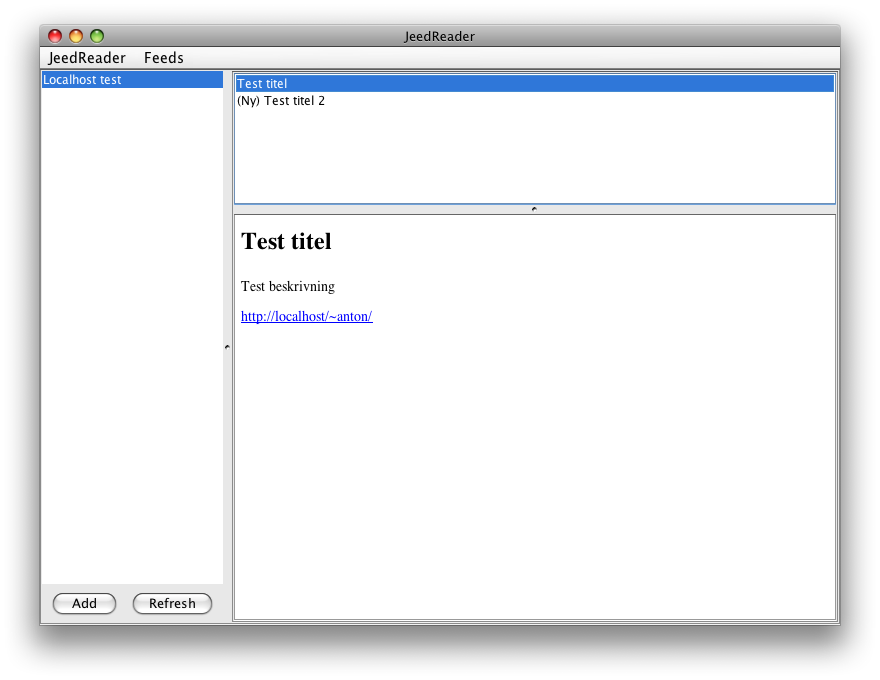 JeedReader
JeedReader Feeds
Localhost test
Test titel
(Ny) Test titel 2
Test titel
Test beskrivning
http://localhost/~anton/
Add Refresh